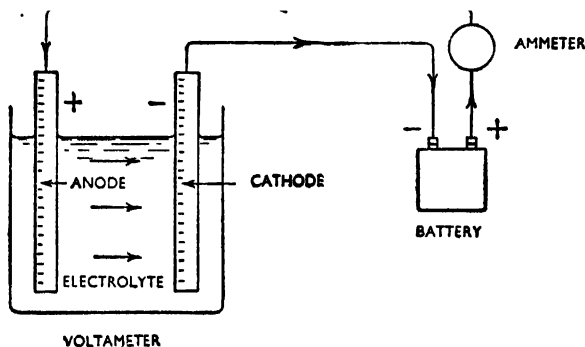 AMMETER
+ -
- +
ANODE
CATHODE
BATTERY
ELECTROLYTE
VOLTAMETER